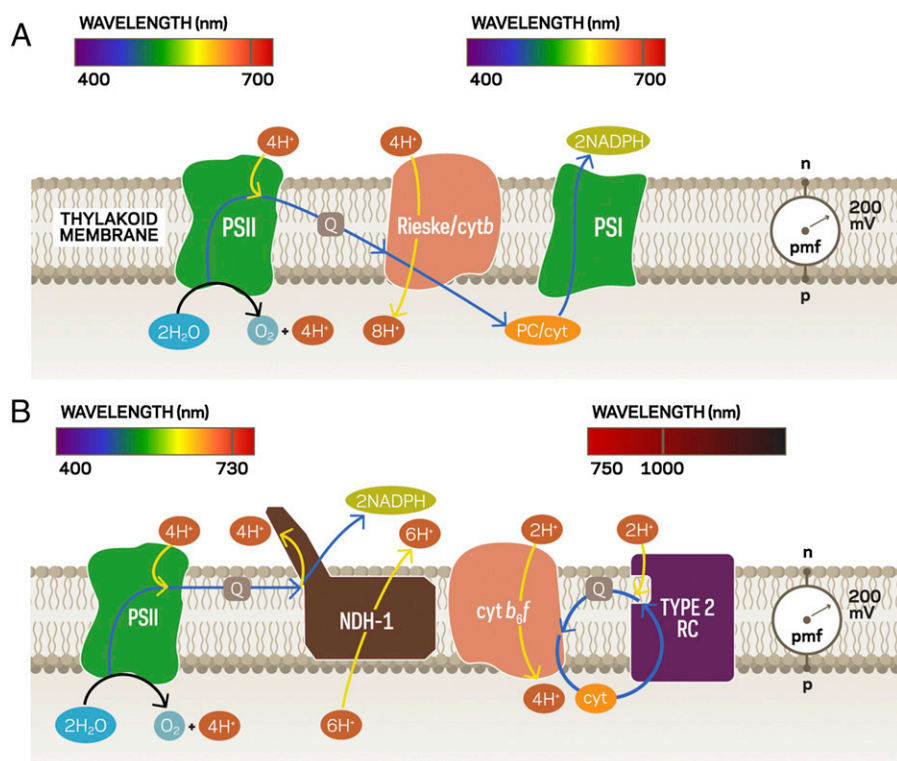 A
WAVELENGTH (nm)
400 700
WAVELENGTH (nm)
400 700
4H⁺
4H⁺
2NADPH
THYLAKOID
MEMBRANE
PSII
Q
Rieske/cytb
PSI
n
200
mV
pmf
p
2H₂O
O₂ + 4H⁺
8H⁺
PC/cyt
B
WAVELENGTH (nm)
400 730
WAVELENGTH (nm)
750 1000
4H⁺
4H⁺
2NADPH
6H⁺
2H⁺
2H⁺
PSII
Q
NDH-1
cyt b₆f
Q
TYPE 2
RC
n
200
mV
pmf
p
2H₂O
O₂ + 4H⁺
6H⁺
4H⁺
cyt